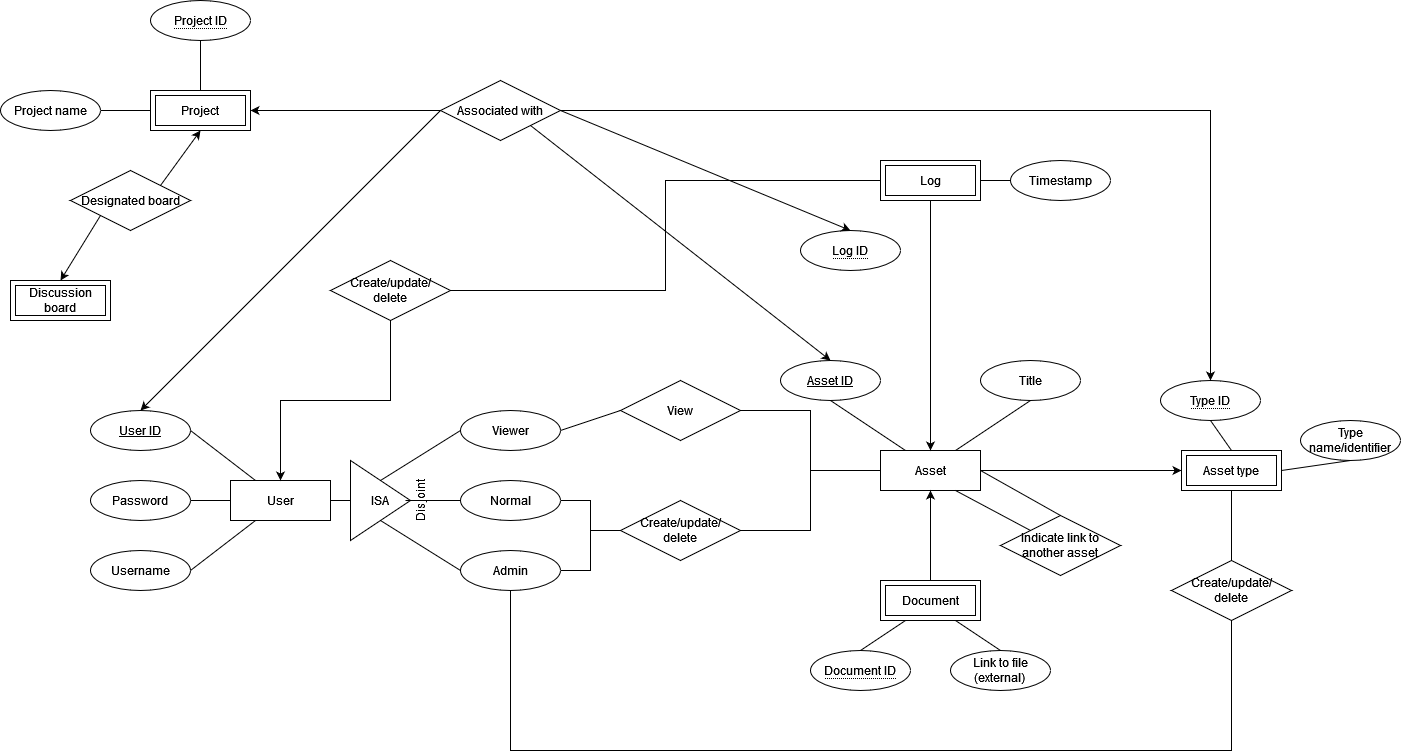 Project ID
Project name
Project
Associated with
Log
Timestamp
Designated board
Log ID
Create/update/
delete
Discussion
board
Asset ID
Title
Type ID
User ID
Viewer
View
Type
name/identifier
Password
User
ISA
Disjoint
Normal
Asset
Asset type
Create/update/
delete
Indicate link to
another asset
Username
Admin
Create/update/
delete
Document
Document ID
Link to file
(external)